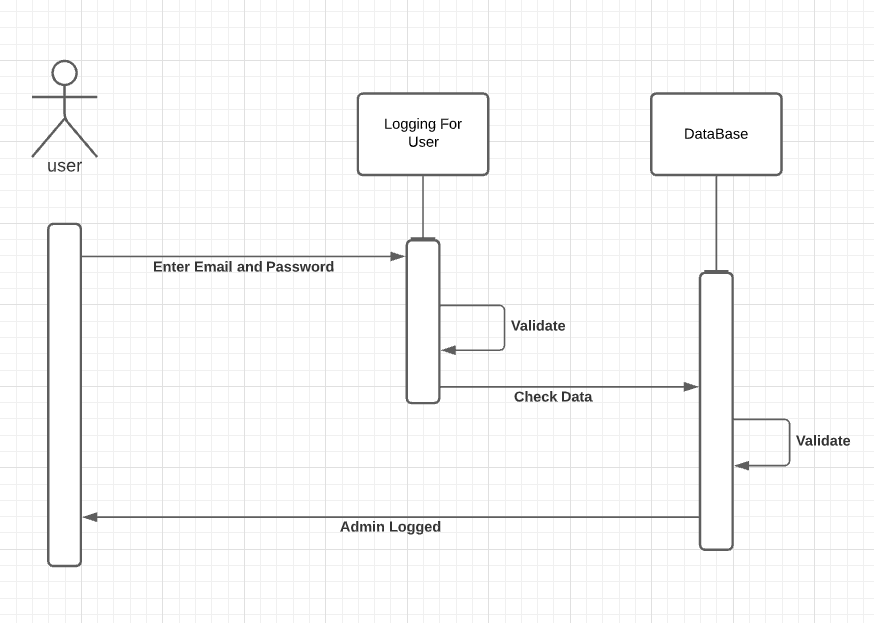 user
Logging For
User
DataBase
Enter Email and Password
Validate
Check Data
Validate
Admin Logged